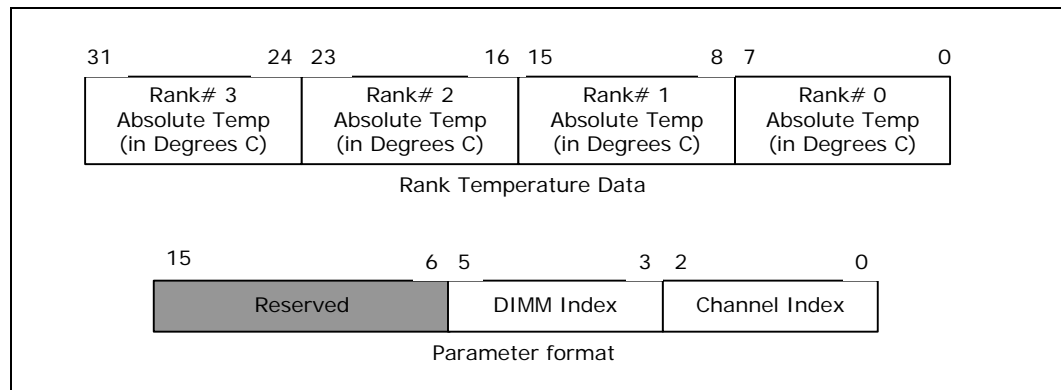 31 24 23 16 15 8 7 0
Rank# 3 Rank# 2 Rank# 1 Rank# 0
Absolute Temp Absolute Temp Absolute Temp Absolute Temp
(in Degrees C) (in Degrees C) (in Degrees C) (in Degrees C)
Rank Temperature Data
15 6 5 3 2 0
Reserved DIMM Index Channel Index
Parameter format